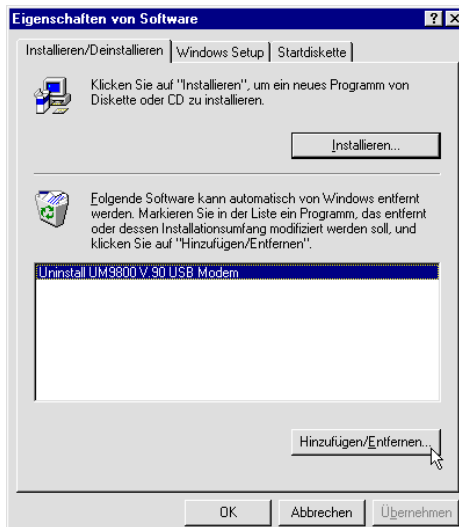 Eigenschaften von Software
Installieren/Deinstallieren Windows Setup Startdiskette
Klicken Sie auf "Installieren", um ein neues Programm von
Diskette oder CD zu installieren.
Installieren...
Folgende Software kann automatisch von Windows entfernt
werden. Markieren Sie in der Liste ein Programm, das entfernt
oder dessen Installationsumfang modifiziert werden soll, und
klicken Sie auf "Hinzufügen/Entfernen".
Uninstall UM9800 V.90 USB Modem
Hinzufügen/Entfernen...
OK Abbrechen Übernehmen